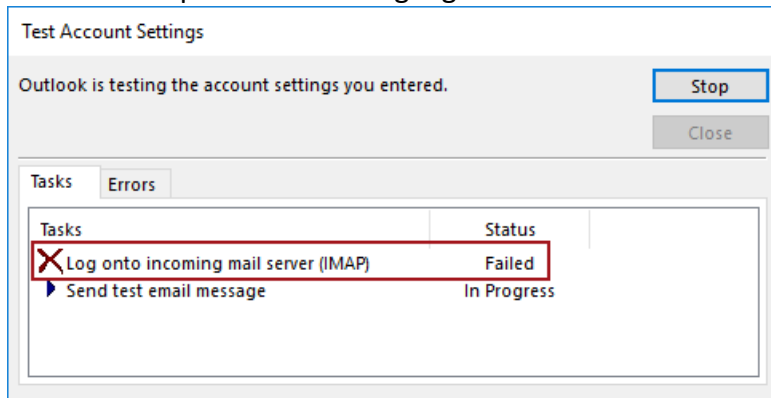 Test Account Settings
Outlook is testing the account settings you entered.
Stop
Close
Tasks Errors
Tasks Status
Log onto incoming mail server (IMAP) Failed
Send test email message In Progress